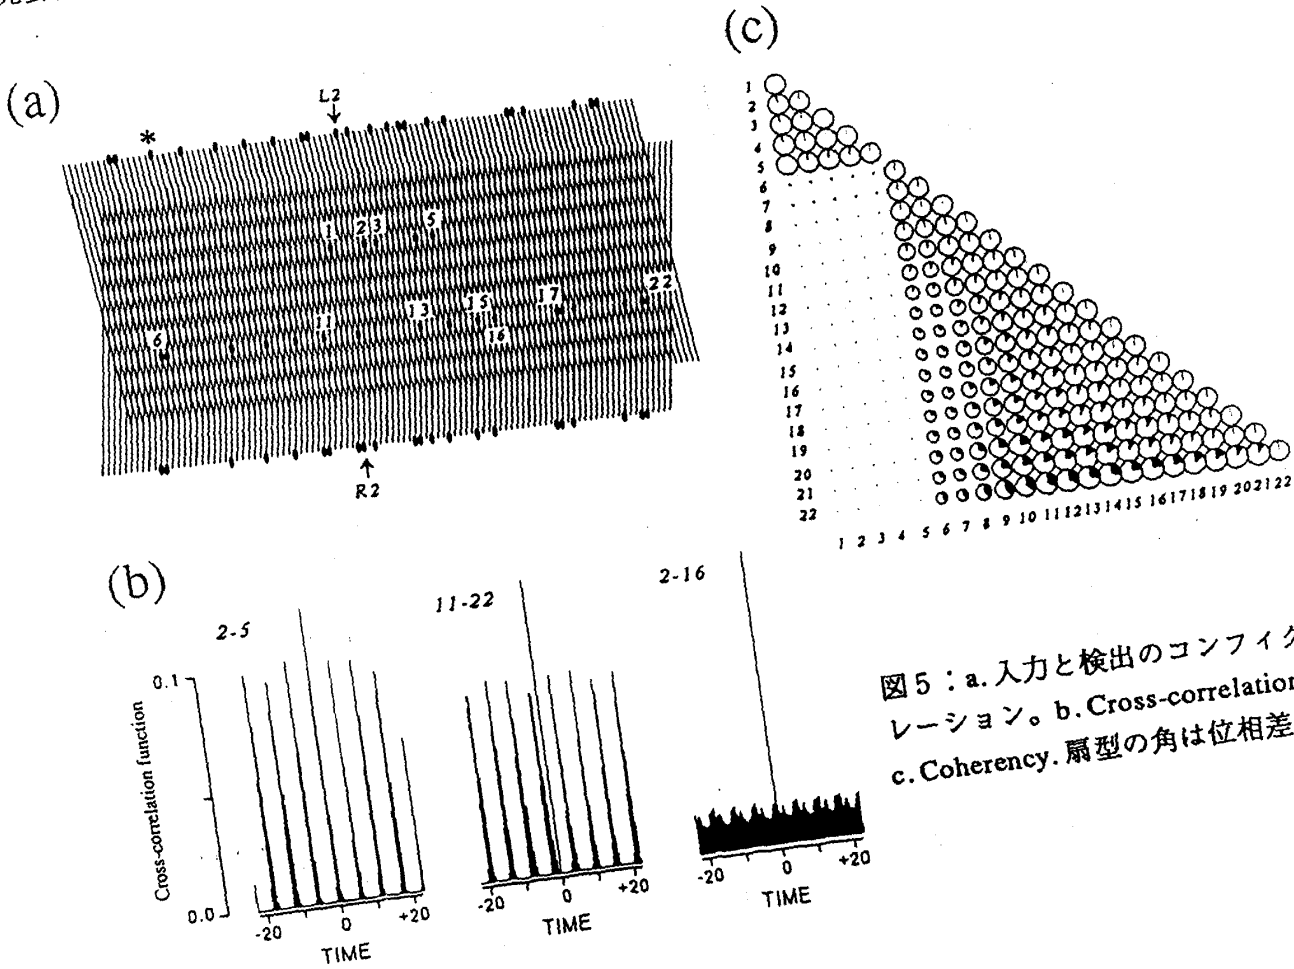 (a)
L2
*
1 2 3 5
22
17
15
13
11
16
6
R2
(c)
1
2
3
4
5
6
7
8
9
10
11
12
13
14
15
16
17
18
19
20
21
22
1 2 3 4 5 6 7 8 9 10 11 12 13 14 15 16 17 18 19 20 21 22
(b)
2-5
11-22
2-16
Cross-correlation function
0.1
0.0
-20 0 +20
TIME
-20 0 +20
TIME
-20 0 +20
TIME
図5：a. 入力と検出のコンフィグ
レーション。b. Cross-correlation
c. Coherency. 扇型の角は位相差